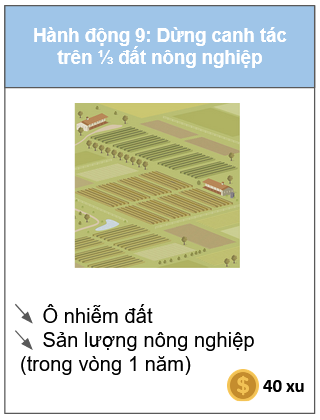 Hành động 9: Dừng canh tác
trên ⅓ đất nông nghiệp
↘ Ô nhiễm đất
↘ Sản lượng nông nghiệp
(trong vòng 1 năm)
$ 40 xu